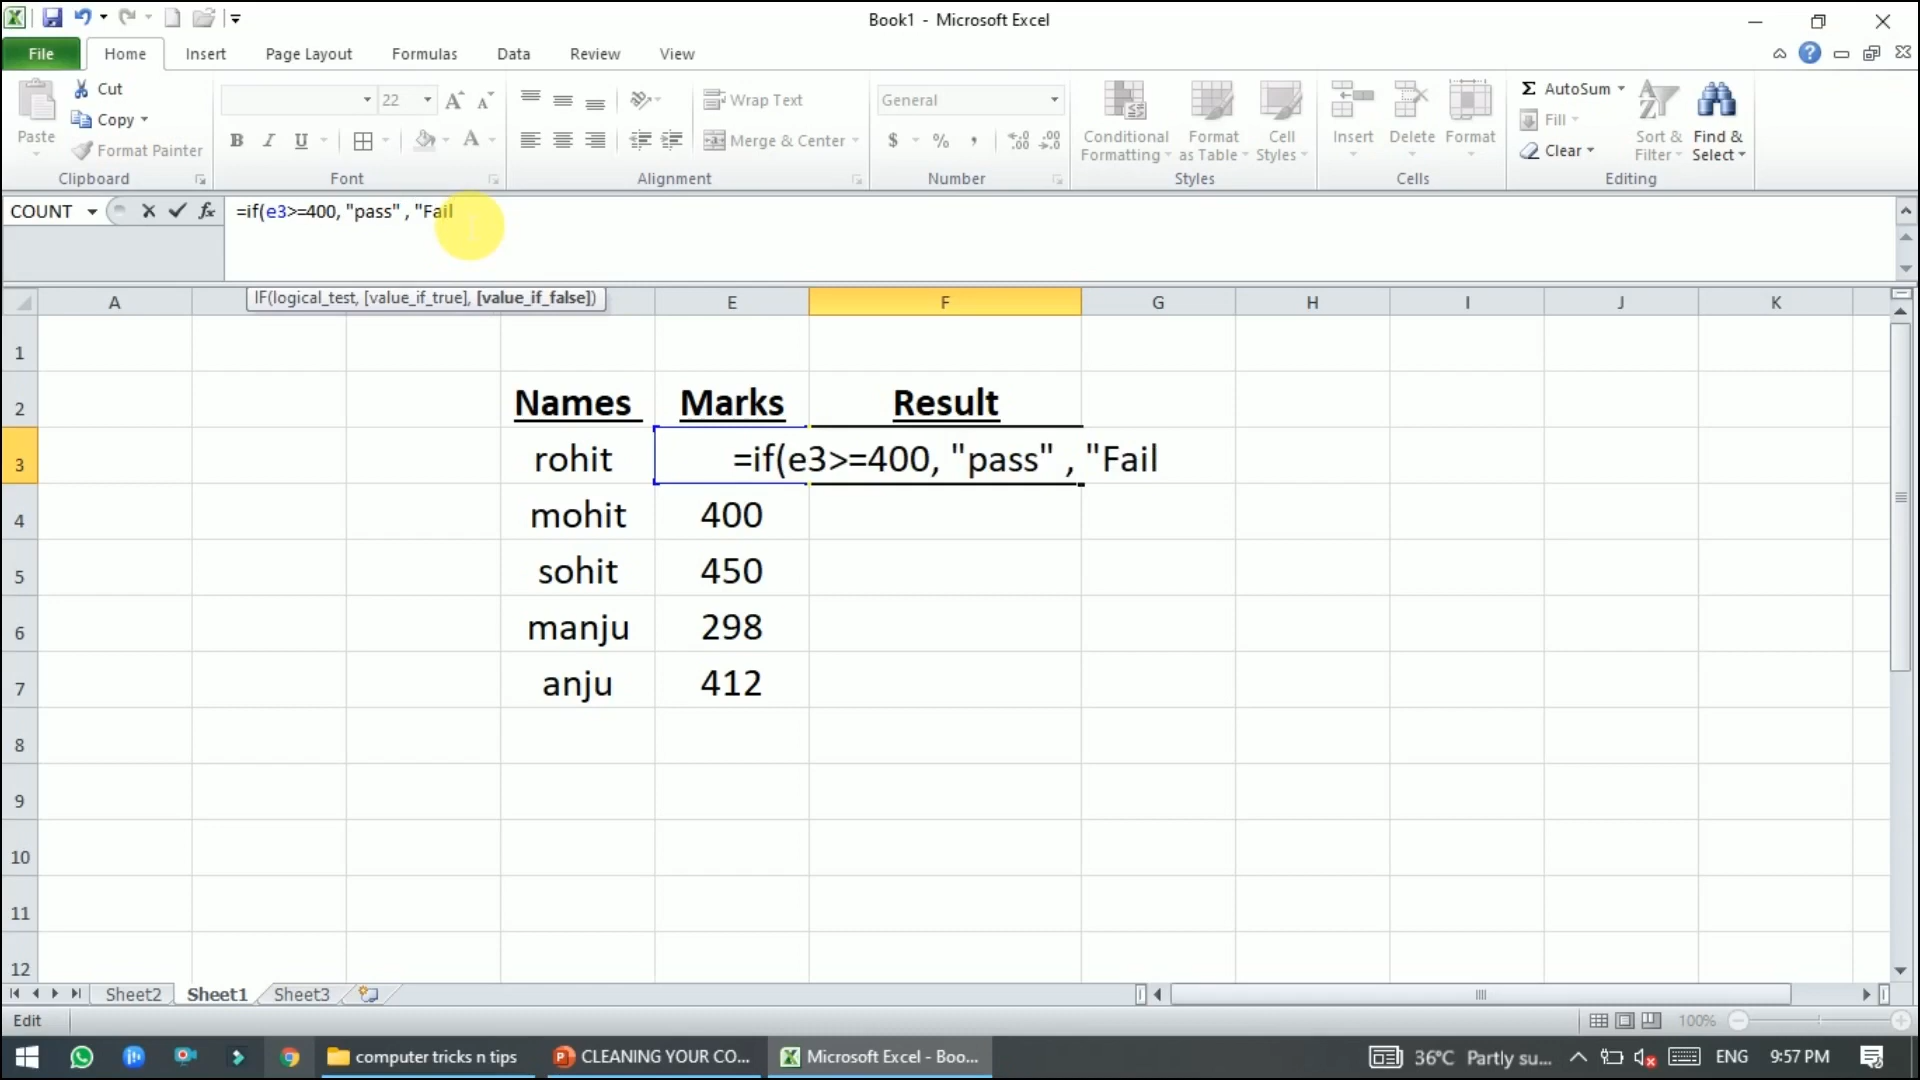 Book1 - Microsoft Excel
File Home Insert Page Layout Formulas Data Review View
Paste
Cut
Copy
Format Painter
Clipboard
22
B I U A
Font
Wrap Text
Merge & Center
Alignment
General
$ % ,
Number
Conditional Formatting
Format as Table
Cell Styles
Styles
Insert Delete Format
Cells
Σ AutoSum
Fill
Clear
Sort & Filter
Find & Select
Editing
COUNT fx =if(e3>=400, "pass" , "Fail
IF(logical_test, [value_if_true], [value_if_false])
A E F G H I J K
1
2 Names Marks Result
3 rohit =if(e3>=400, "pass" , "Fail
4 mohit 400
5 sohit 450
6 manju 298
7 anju 412
8
9
10
11
12
Sheet2 Sheet1 Sheet3
Edit 100%
computer tricks n tips CLEANING YOUR CO... Microsoft Excel - Boo... 36°C Partly su... ENG 9:57 PM